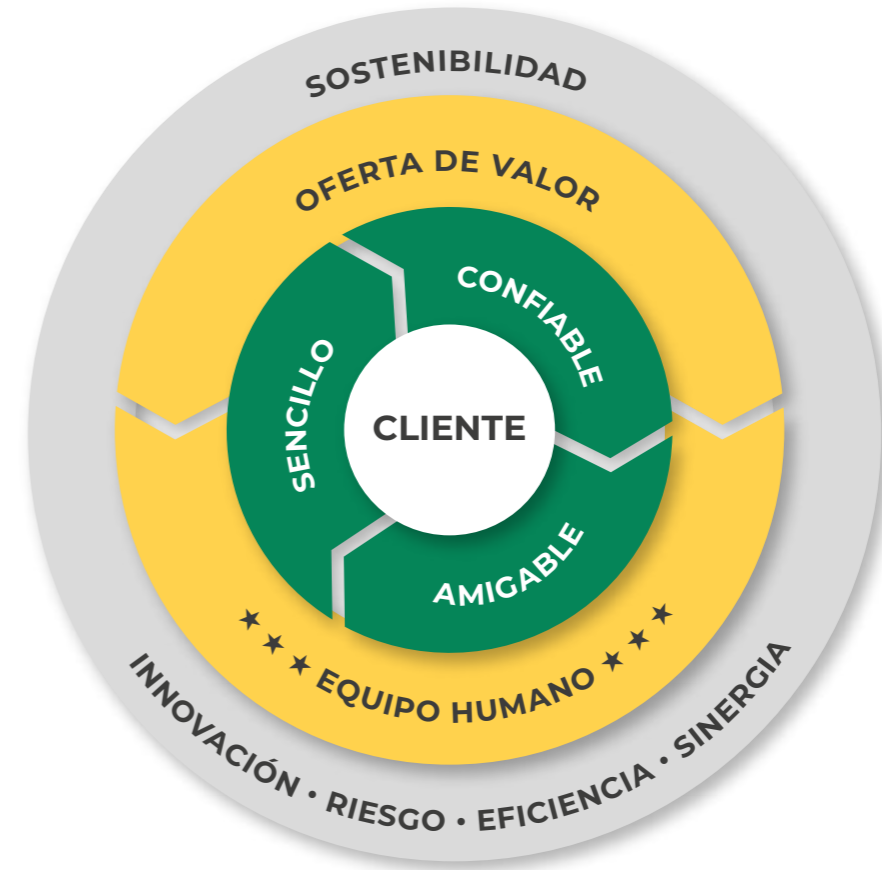 SOSTENIBILIDAD
OFERTA DE VALOR
CONFIABLE
SENCILLO
CLIENTE
AMIGABLE
★ ★ ★ EQUIPO HUMANO ★ ★ ★
INNOVACIÓN • RIESGO • EFICIENCIA • SINERGIA